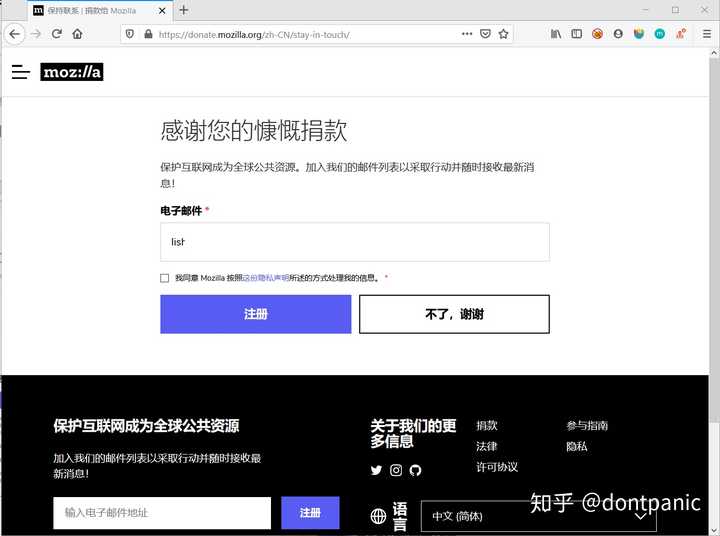 保持联系 | 捐款给 Mozilla
https://donate.mozilla.org/zh-CN/stay-in-touch/
moz://a
感谢您的慷慨捐款
保护互联网成为全球公共资源。加入我们的邮件列表以采取行动并随时接收最新消
息！
电子邮件 *
我同意 Mozilla 按照这份隐私声明所述的方式处理我的信息。 *
注册
不了，谢谢
保护互联网成为全球公共资源
加入我们的邮件列表以采取行动并随时接收最
新消息！
输入电子邮件地址
注册
关于我们的更
多信息
捐款
参与指南
法律
隐私
许可协议
语
言
中文 (简体)
知乎 @dontpanic